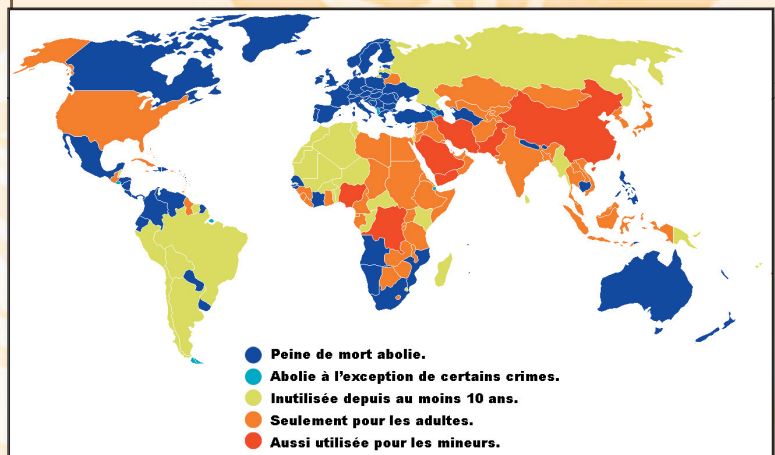 Peine de mort abolie.
Abolie à l'exception de certains crimes.
Inutilisée depuis au moins 10 ans.
Seulement pour les adultes.
Aussi utilisée pour les mineurs.